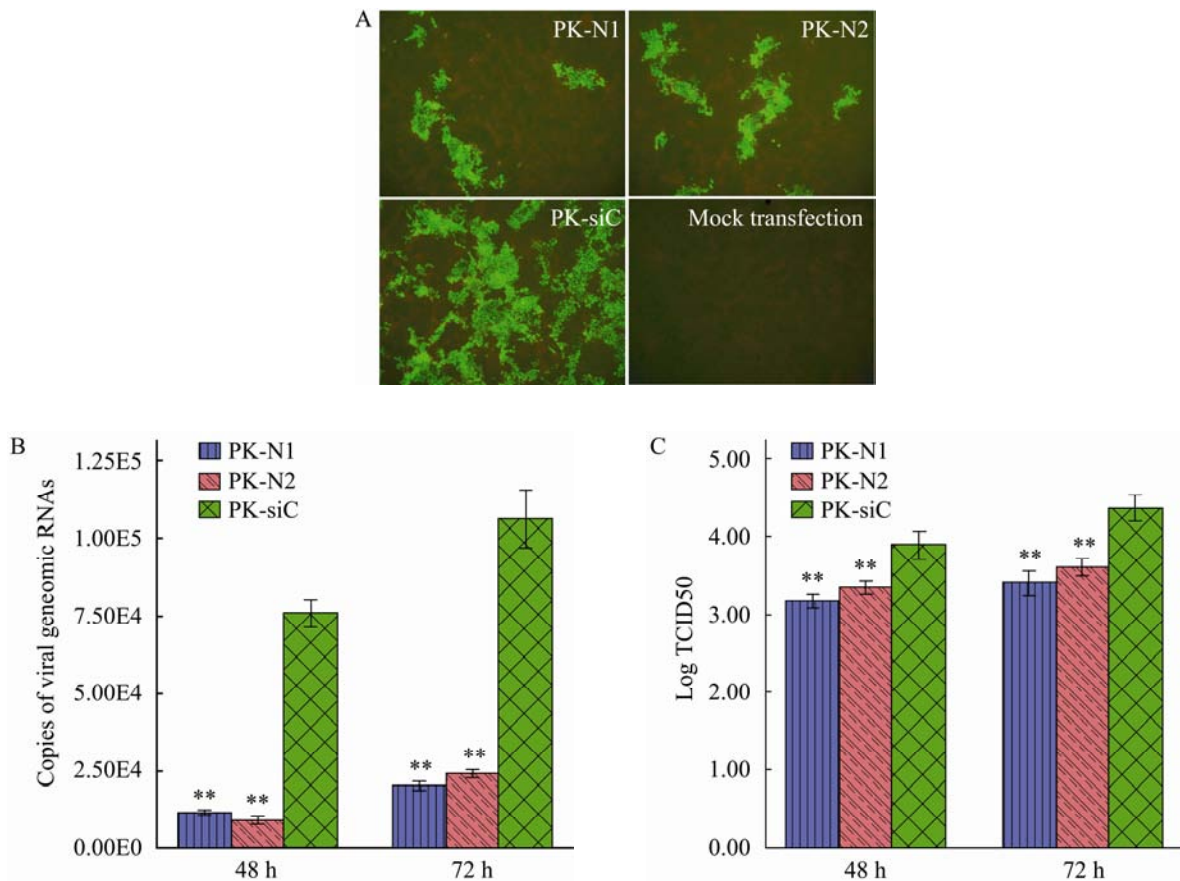 A
PK-N1
PK-N2
PK-siC
Mock transfection
B
Copies of viral geneomic RNAs
1.25E5
1.00E5
7.50E4
5.00E4
2.50E4
0.00E0
PK-N1
PK-N2
PK-siC
**
**
**
**
48 h
72 h
C
Log TCID50
5.00
4.00
3.00
2.00
1.00
0.00
PK-N1
PK-N2
PK-siC
**
**
**
**
48 h
72 h